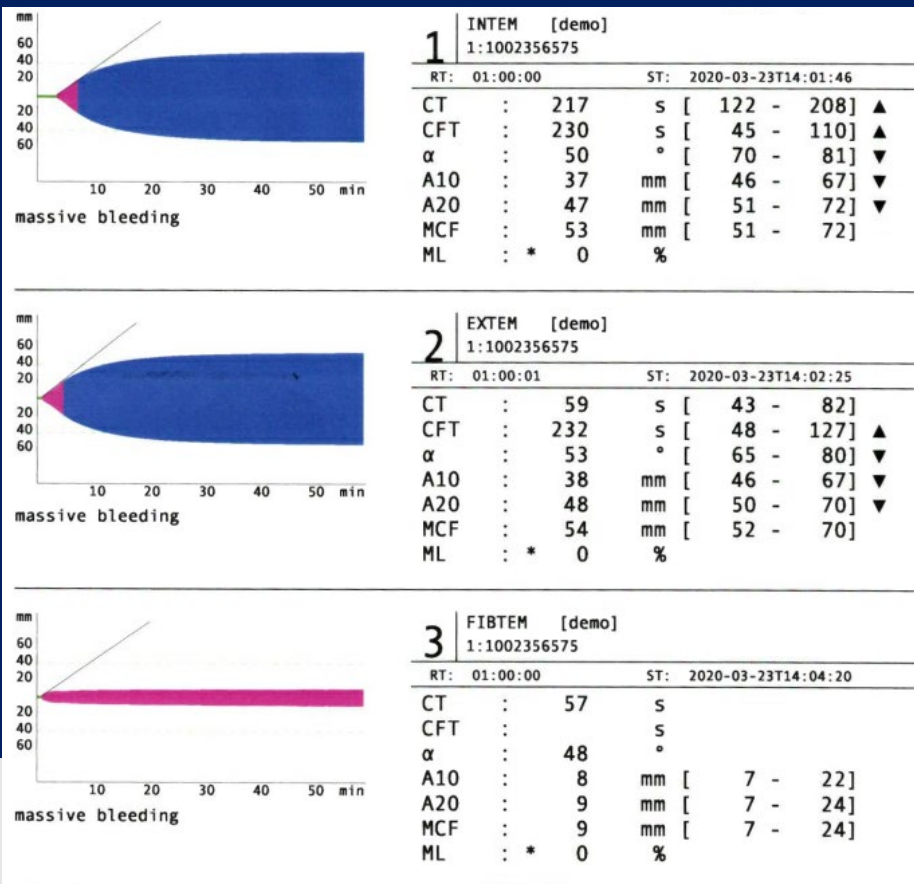 mm
60
40
20
20
40
60
10 20 30 40 50 min
massive bleeding
1 INTEM [demo]
1:1002356575
RT: 01:00:00 ST: 2020-03-23T14:01:46
CT : 217 s [ 122 - 208] ▲
CFT : 230 s [ 45 - 110] ▲
α : 50 ° [ 70 - 81] ▼
A10 : 37 mm [ 46 - 67] ▼
A20 : 47 mm [ 51 - 72] ▼
MCF : 53 mm [ 51 - 72]
ML : * 0 %
mm
60
40
20
20
40
60
10 20 30 40 50 min
massive bleeding
2 EXTEM [demo]
1:1002356575
RT: 01:00:01 ST: 2020-03-23T14:02:25
CT : 59 s [ 43 - 82]
CFT : 232 s [ 48 - 127] ▲
α : 53 ° [ 65 - 80] ▼
A10 : 38 mm [ 46 - 67] ▼
A20 : 48 mm [ 50 - 70] ▼
MCF : 54 mm [ 52 - 70]
ML : * 0 %
mm
60
40
20
20
40
60
10 20 30 40 50 min
massive bleeding
3 FIBTEM [demo]
1:1002356575
RT: 01:00:00 ST: 2020-03-23T14:04:20
CT : 57 s
CFT : s
α : 48 °
A10 : 8 mm [ 7 - 22]
A20 : 9 mm [ 7 - 24]
MCF : 9 mm [ 7 - 24]
ML : * 0 %